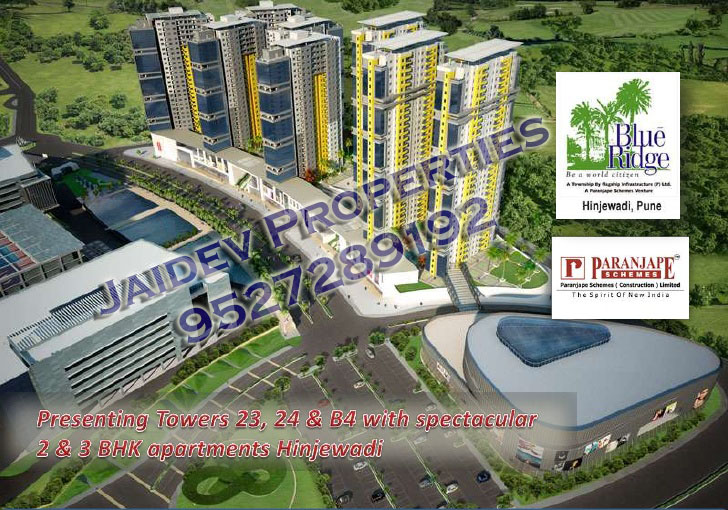 Blue
Ridge
Be a world citizen
A Township By flagship Infrastructure (P) Ltd.
A Paranjape Schemes Venture
Hinjewadi, Pune
JAIDEV PROPERTIES
9527289192
PARANJAPE
SCHEMES
Paranjape Schemes ( Construction ) Limited
The Spirit Of New India
Presenting Towers 23, 24 & B4 with spectacular
2 & 3 BHK apartments Hinjewadi